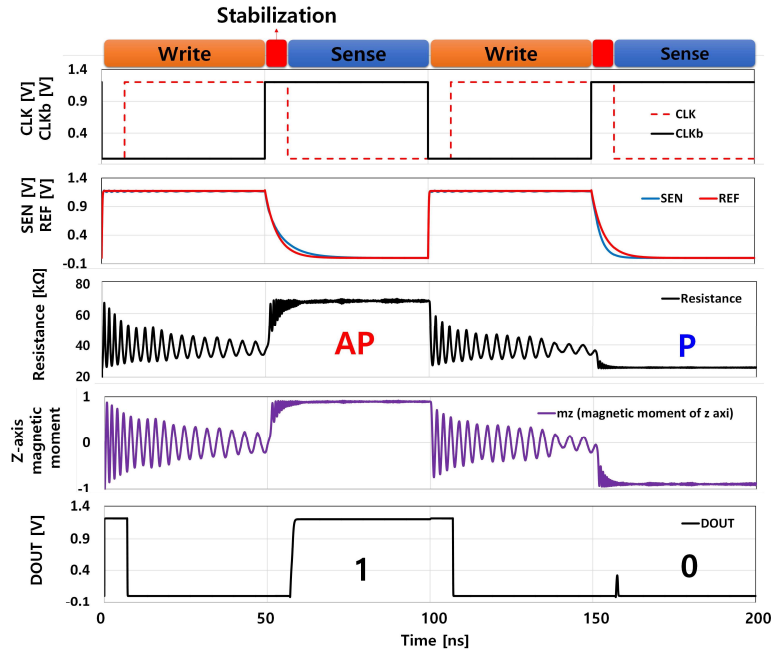 Stabilization
Write Sense Write Sense
CLK [V]
CLKb [V]
1.4
0.9
0.4
CLK
CLKb
SEN [V]
REF [V]
1.4
0.9
0.4
-0.1
SEN REF
Resistance [kΩ]
80
60
40
20
Resistance
AP P
Z-axis
magnetic
moment
1
0
-1
mz (magnetic moment of z axi)
DOUT [V]
1.4
0.9
0.4
-0.1
DOUT
1 0
0 50 100 150 200
Time [ns]